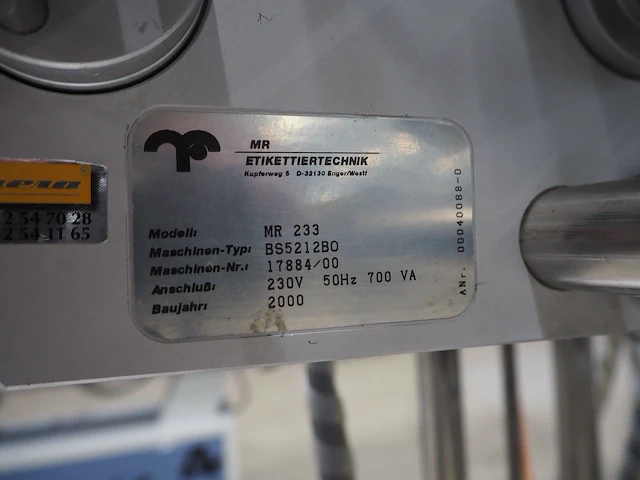 MR
ETIKETTIERTECHNIK
Kupferweg 5 D-32130 Enger/Westf
Modell: MR 233
Maschinen-Typ: BS5212BO
Maschinen-Nr.: 17884/00
Anschluß: 230V 50Hz 700 VA
Baujahr: 2000
ANr. 00040088-0
2 54 70 28
2 54 11 65